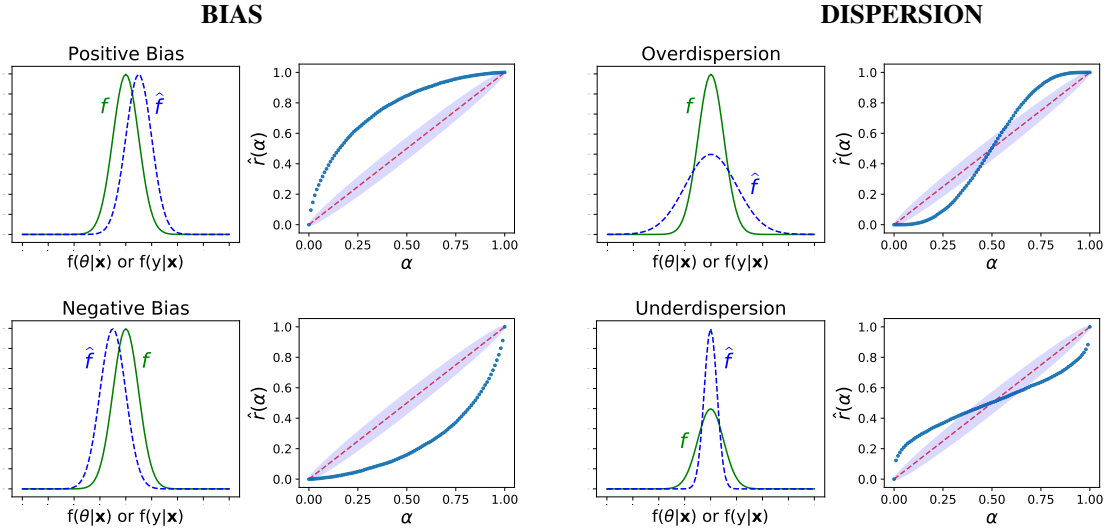 BIAS
DISPERSION
Positive Bias
f
f̂
f(θ|x) or f(y|x)
1.0
0.8
0.6
0.4
0.2
0.0
r̂(α)
0.00 0.25 0.50 0.75 1.00
α
Overdispersion
f
f̂
f(θ|x) or f(y|x)
1.0
0.8
0.6
0.4
0.2
0.0
r̂(α)
0.00 0.25 0.50 0.75 1.00
α
Negative Bias
f̂
f
f(θ|x) or f(y|x)
1.0
0.8
0.6
0.4
0.2
0.0
r̂(α)
0.00 0.25 0.50 0.75 1.00
α
Underdispersion
f̂
f
f(θ|x) or f(y|x)
1.0
0.8
0.6
0.4
0.2
0.0
r̂(α)
0.00 0.25 0.50 0.75 1.00
α